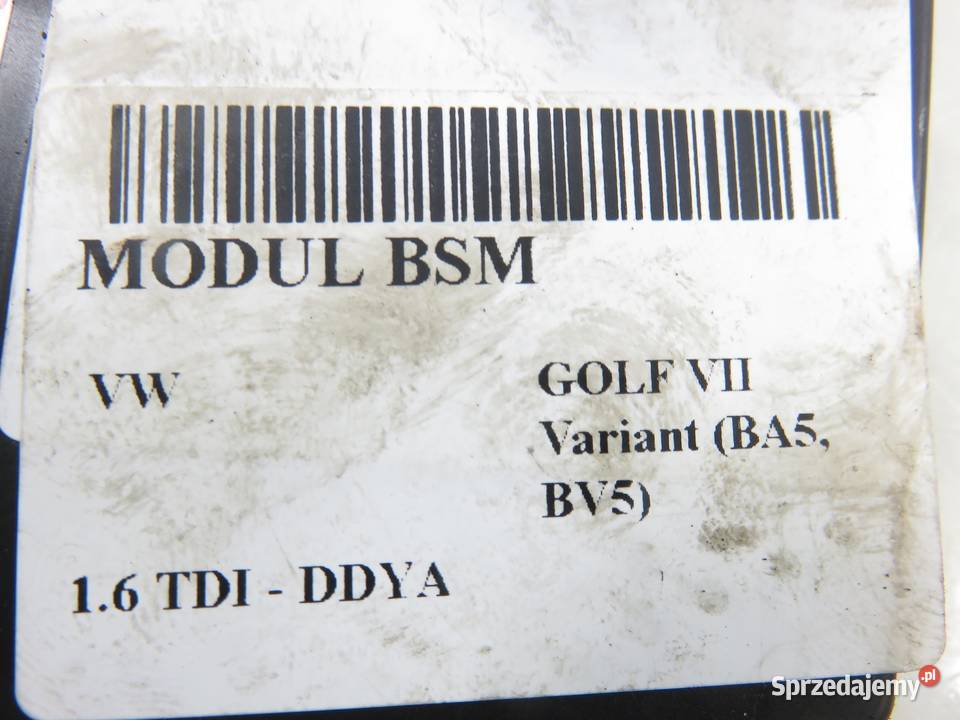 MODUL BSM
VW
GOLF VII
Variant (BA5,
BV5)
1.6 TDI - DDYA
Sprzedajemy.pl